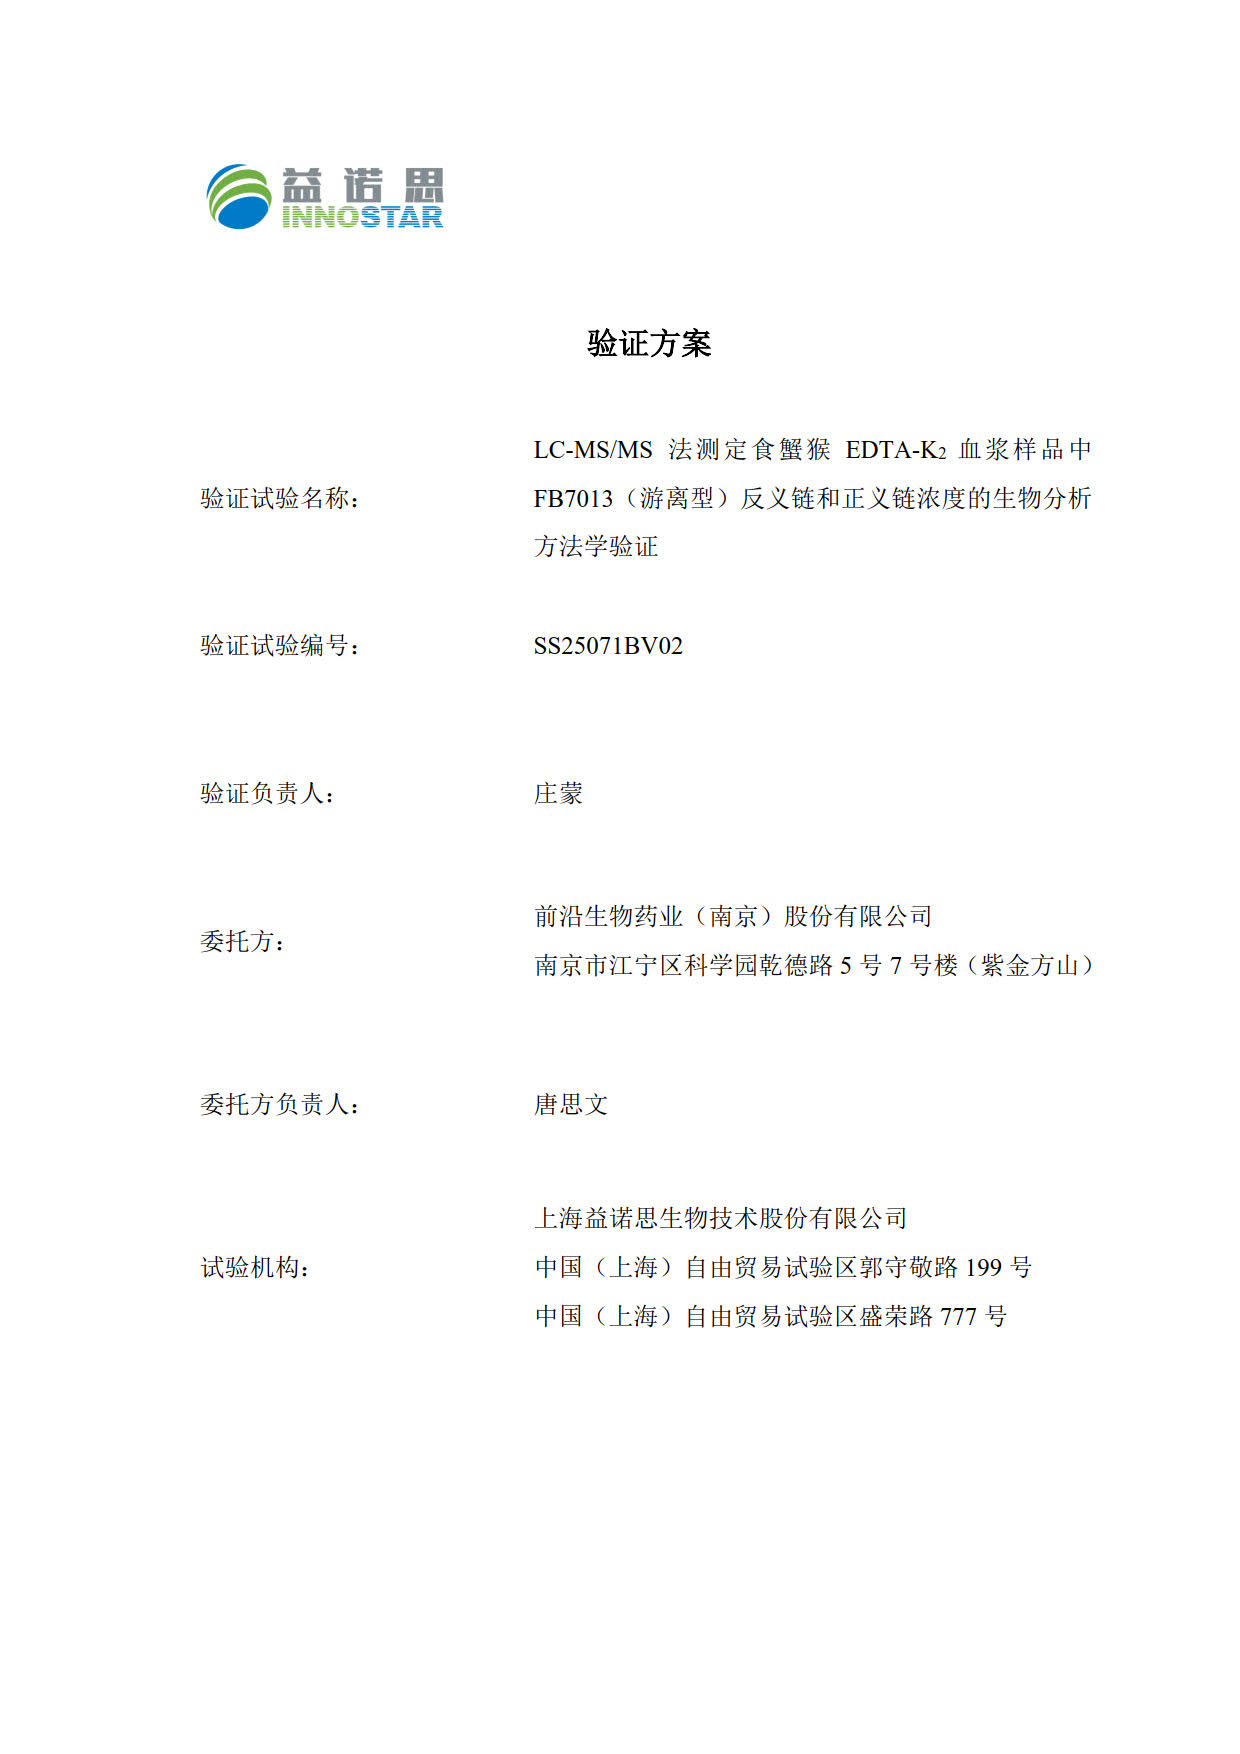 益诺思
INNOSTAR
验证方案
LC-MS/MS 法测定食蟹猴 EDTA-K₂ 血浆样品中
验证试验名称：
FB7013（游离型）反义链和正义链浓度的生物分析
方法学验证
验证试验编号：
SS25071BV02
验证负责人：
庄蒙
前沿生物药业（南京）股份有限公司
委托方：
南京市江宁区科学园乾德路 5 号 7 号楼（紫金方山）
委托方负责人：
唐思文
上海益诺思生物技术股份有限公司
试验机构：
中国（上海）自由贸易试验区郭守敬路 199 号
中国（上海）自由贸易试验区盛荣路 777 号